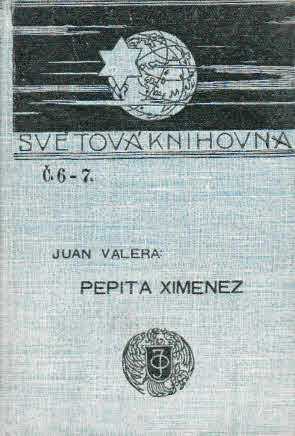 SVĚTOVÁ KNIHOVNA
Č. 6-7.
JUAN VALERA:
PEPITA XIMENEZ